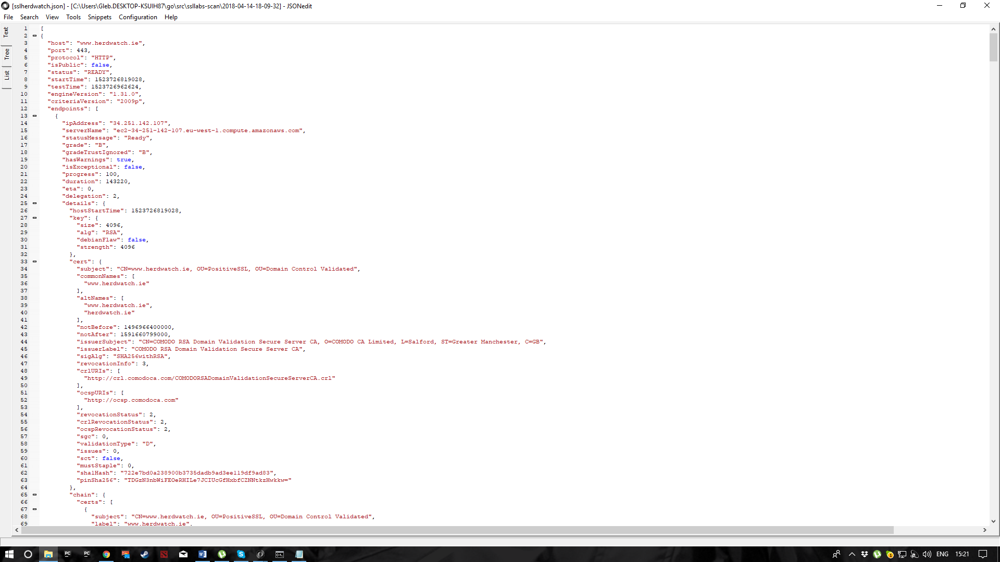 [sslherdwatch.json] - [C:\Users\Gleb.DESKTOP-KSUIH87\go\src\ssllabs-scan\2018-04-14-18-09-32] - JSONedit
File Search View Tools Snippets Configuration Help
Text
Tree
List
1 [
2 {
3 "host": "www.herdwatch.ie",
4 "port": 443,
5 "protocol": "HTTP",
6 "isPublic": false,
7 "status": "READY",
8 "startTime": 1523726819028,
9 "testTime": 1523726962624,
10 "engineVersion": "1.31.0",
11 "criteriaVersion": "2009p",
12 "endpoints": [
13 {
14 "ipAddress": "34.251.142.107",
15 "serverName": "ec2-34-251-142-107.eu-west-1.compute.amazonaws.com",
16 "statusMessage": "Ready",
17 "grade": "B",
18 "gradeTrustIgnored": "B",
19 "hasWarnings": true,
20 "isExceptional": false,
21 "progress": 100,
22 "duration": 143220,
23 "eta": 0,
24 "delegation": 2,
25 "details": {
26 "hostStartTime": 1523726819028,
27 "key": {
28 "size": 4096,
29 "alg": "RSA",
30 "debianFlaw": false,
31 "strength": 4096
32 },
33 "cert": {
34 "subject": "CN=www.herdwatch.ie, OU=PositiveSSL, OU=Domain Control Validated",
35 "commonNames": [
36 "www.herdwatch.ie"
37 ],
38 "altNames": [
39 "www.herdwatch.ie",
40 "herdwatch.ie"
41 ],
42 "notBefore": 1496966400000,
43 "notAfter": 1591660799000,
44 "issuerSubject": "CN=COMODO RSA Domain Validation Secure Server CA, O=COMODO CA Limited, L=Salford, ST=Greater Manchester, C=GB",
45 "issuerLabel": "COMODO RSA Domain Validation Secure Server CA",
46 "sigAlg": "SHA256withRSA",
47 "revocationInfo": 3,
48 "crlURIs": [
49 "http://crl.comodoca.com/COMODORSADomainValidationSecureServerCA.crl"
50 ],
51 "ocspURIs": [
52 "http://ocsp.comodoca.com"
53 ],
54 "revocationStatus": 2,
55 "crlRevocationStatus": 2,
56 "ocspRevocationStatus": 2,
57 "sgc": 0,
58 "validationType": "D",
59 "issues": 0,
60 "sct": false,
61 "mustStaple": 0,
62 "sha1Hash": "722e7bd0a238900b3735dadb9ad3ee119df9ad83",
63 "pinSha256": "TDGzN3nbWiFEOeRHILe7JCIUcGfHxbfCZNNtkzHwkkw="
64 },
65 "chain": {
66 "certs": [
67 {
68 "subject": "CN=www.herdwatch.ie, OU=PositiveSSL, OU=Domain Control Validated",
69 "label": "www.herdwatch.ie",
ENG 15:21